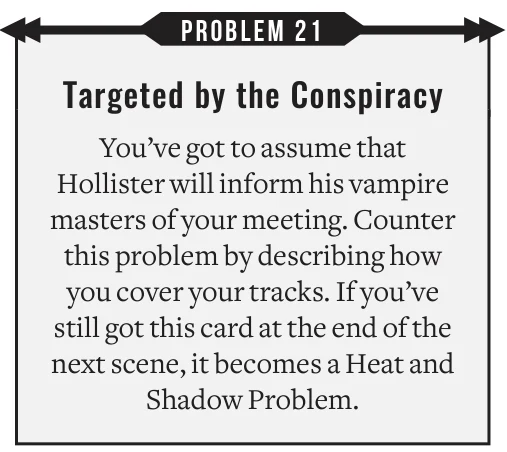 PROBLEM 21
Targeted by the Conspiracy
You’ve got to assume that
Hollister will inform his vampire
masters of your meeting. Counter
this problem by describing how
you cover your tracks. If you’ve
still got this card at the end of the
next scene, it becomes a Heat and
Shadow Problem.